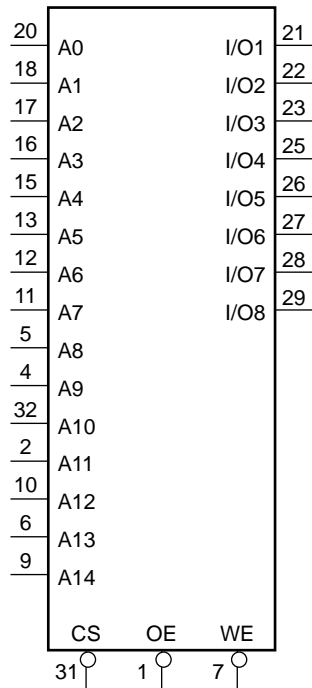 20 A0 I/O1 21
18 A1 I/O2 22
17 A2 I/O3 23
16 A3 I/O4 25
15 A4 I/O5 26
13 A5 I/O6 27
12 A6 I/O7 28
11 A7 I/O8 29
5 A8
4 A9
32 A10
2 A11
10 A12
6 A13
9 A14
CS OE WE
31 1 7